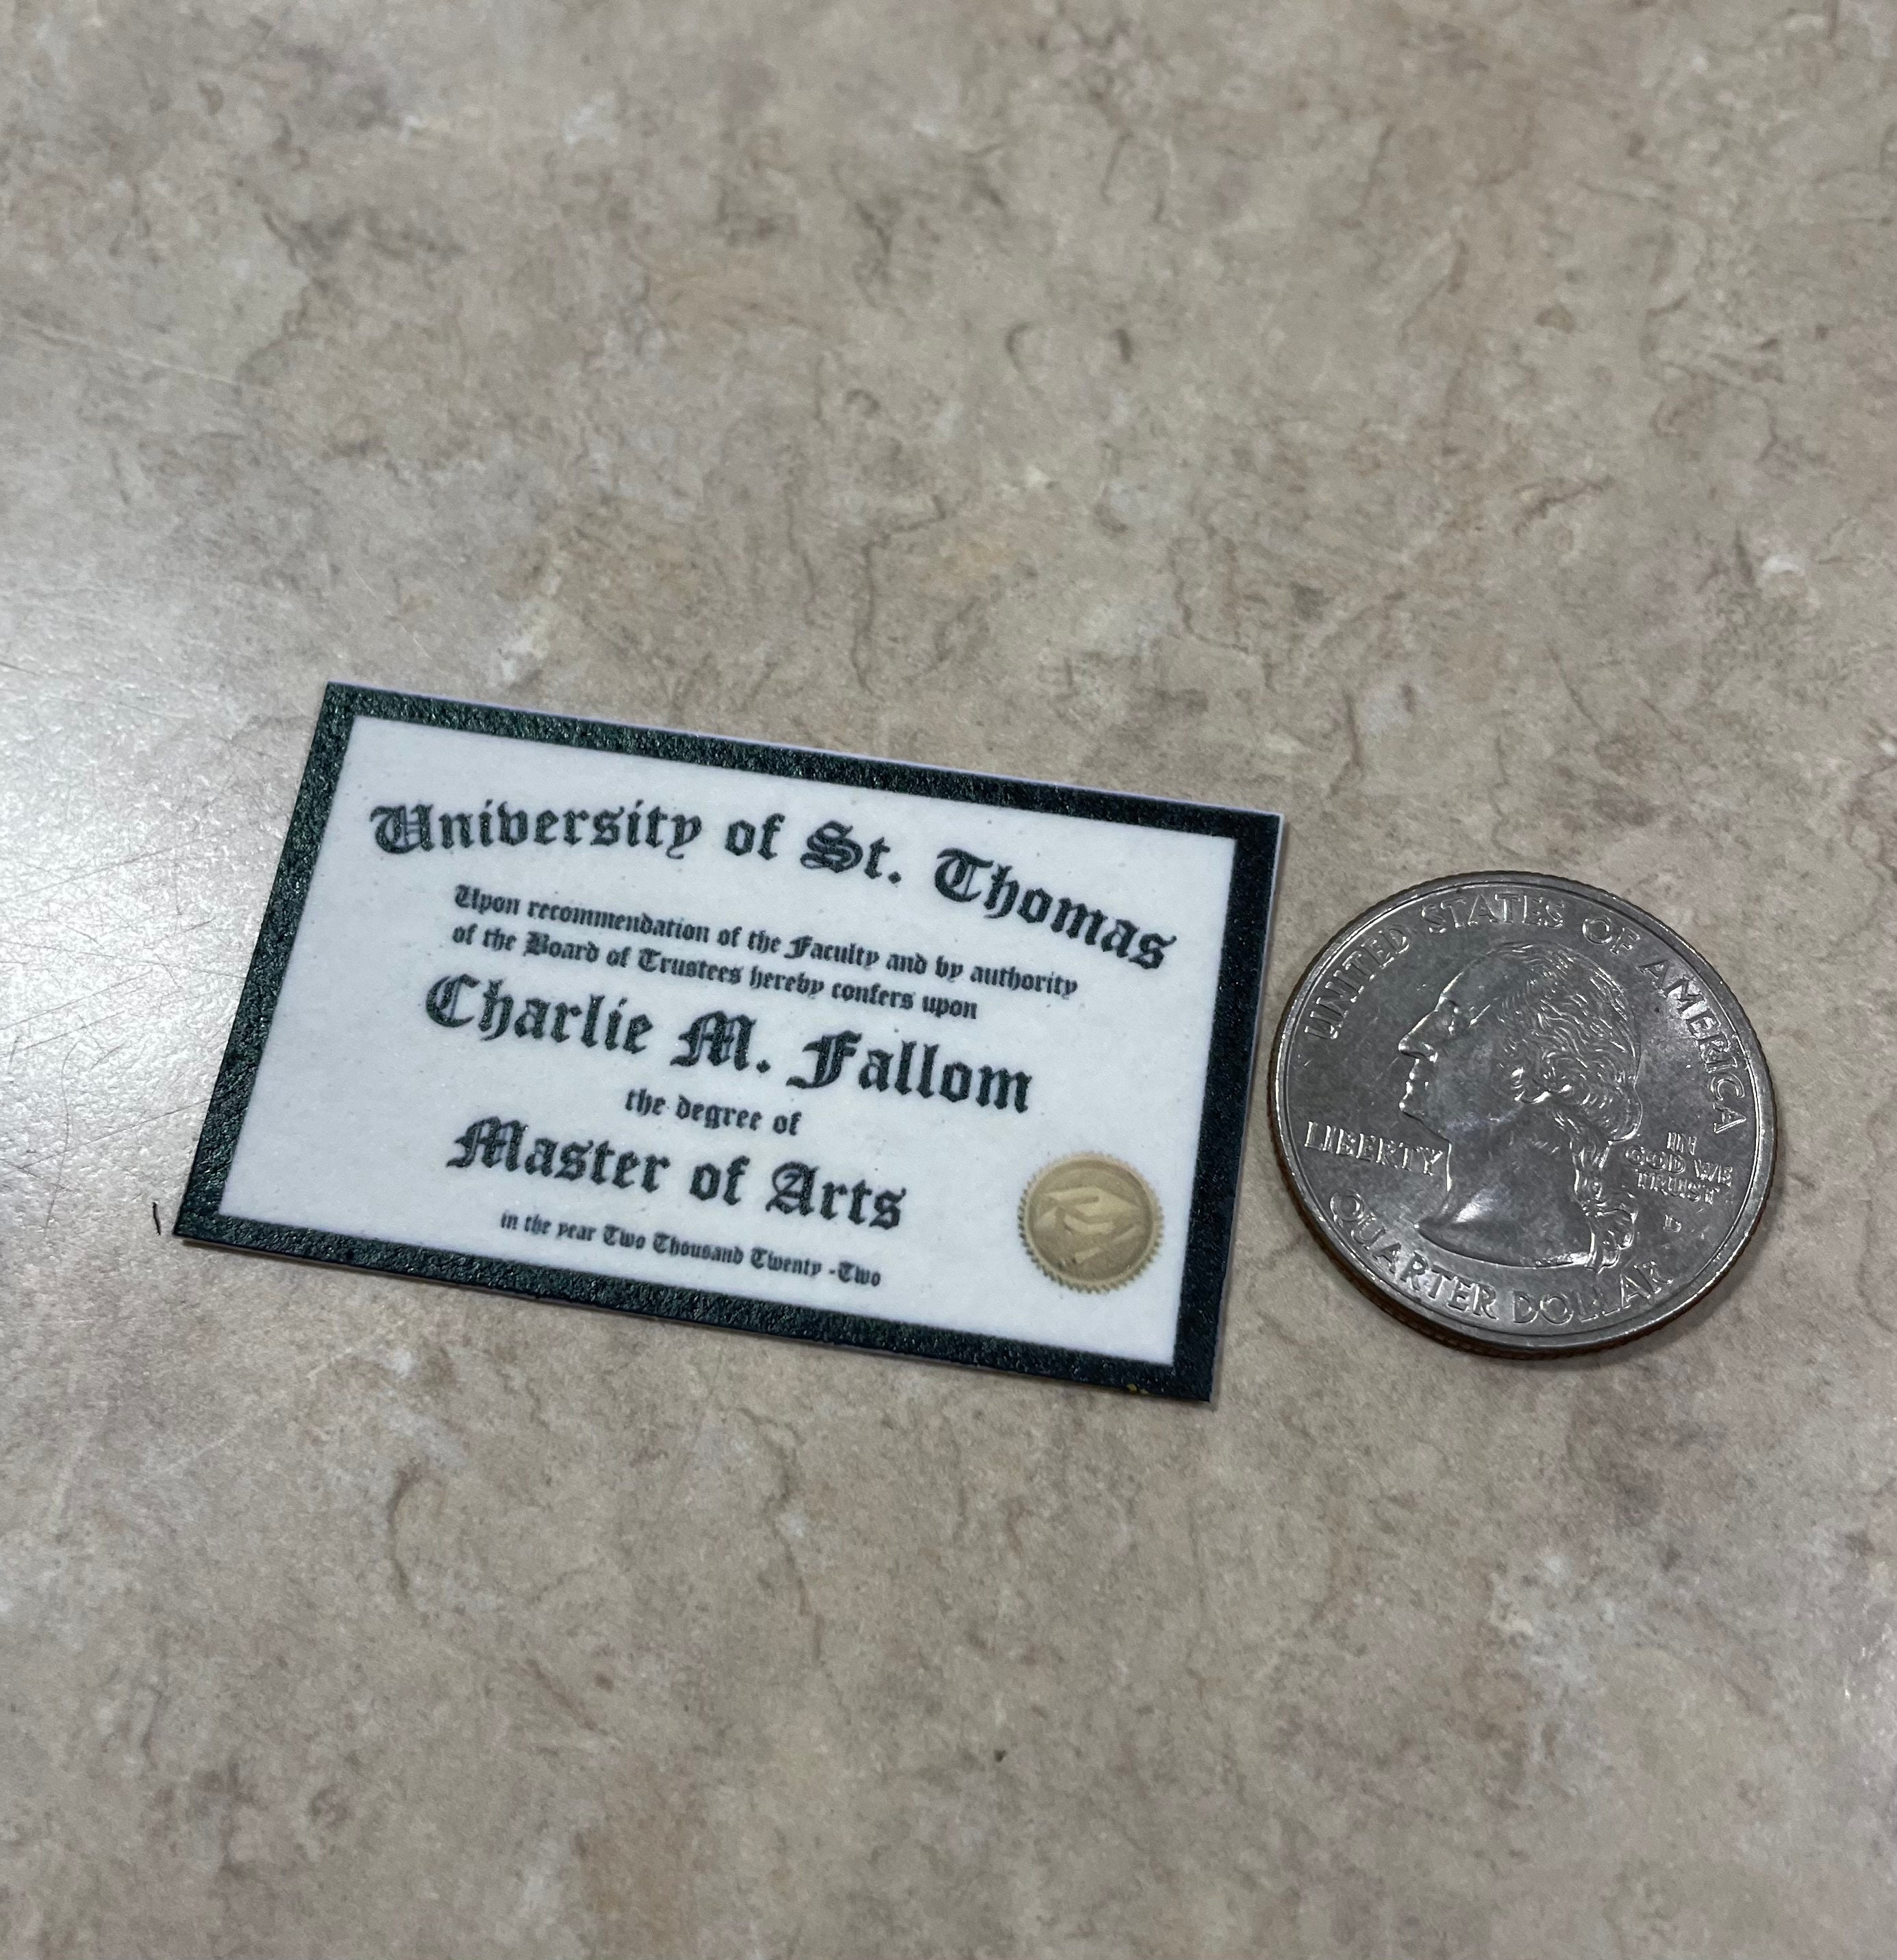 University of St. Thomas
Upon recommendation of the Faculty and by authority
of the Board of Trustees hereby confers upon
Charlie M. Fallom
the degree of
Master of Arts
in the year Two Thousand Twenty -Two
UNITED STATES OF AMERICA
LIBERTY
IN
GOD WE
TRUST
D
QUARTER DOLLAR